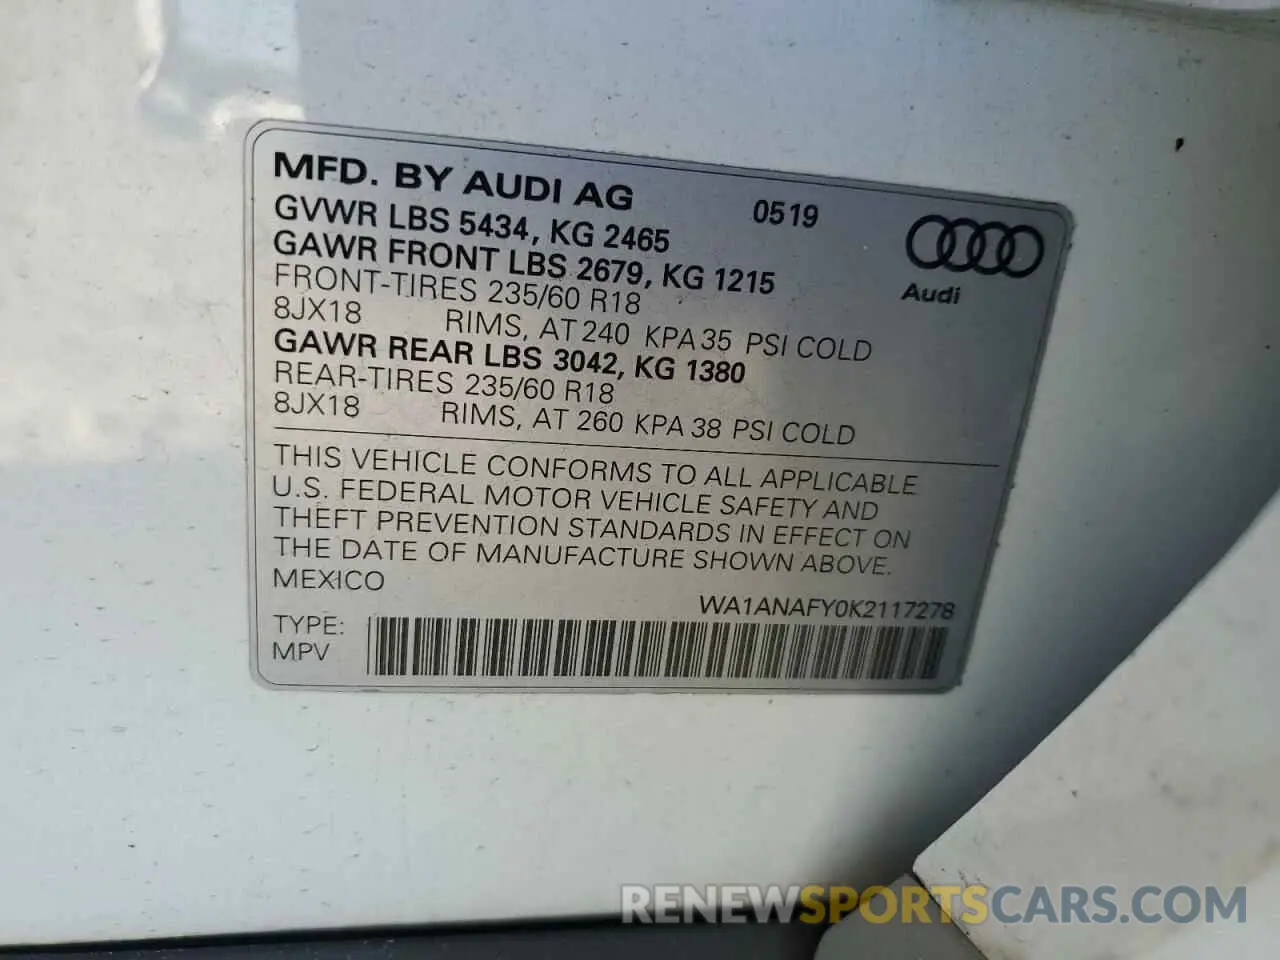 MFD. BY AUDI AG 0519
GVWR LBS 5434, KG 2465
GAWR FRONT LBS 2679, KG 1215
FRONT-TIRES 235/60 R18
8JX18 RIMS, AT 240 KPA 35 PSI COLD
GAWR REAR LBS 3042, KG 1380
REAR-TIRES 235/60 R18
8JX18 RIMS, AT 260 KPA 38 PSI COLD
Audi
THIS VEHICLE CONFORMS TO ALL APPLICABLE
U.S. FEDERAL MOTOR VEHICLE SAFETY AND
THEFT PREVENTION STANDARDS IN EFFECT ON
THE DATE OF MANUFACTURE SHOWN ABOVE.
MEXICO
WA1ANAFY0K2117278
TYPE:
MPV
RENEWSPORTSCARS.COM